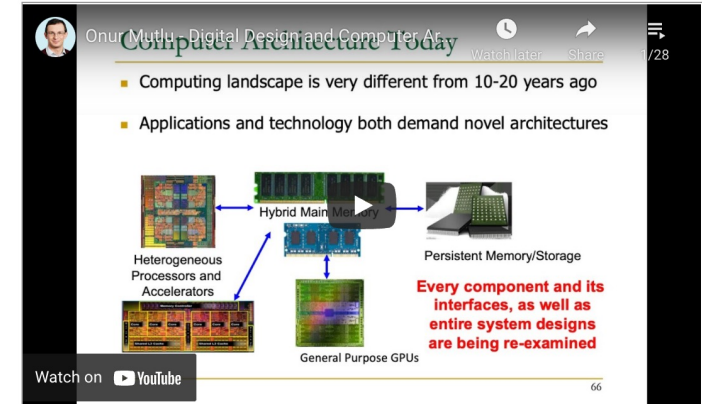 Onur Mutlu - Digital Design and Computer Ar...
Computer Architecture Today
Watch later
Share
1/28
Computing landscape is very different from 10-20 years ago
Applications and technology both demand novel architectures
Hybrid Main Memory
Heterogeneous
Processors and
Accelerators
Persistent Memory/Storage
Every component and its
interfaces, as well as
entire system designs
are being re-examined
General Purpose GPUs
Watch on YouTube
66